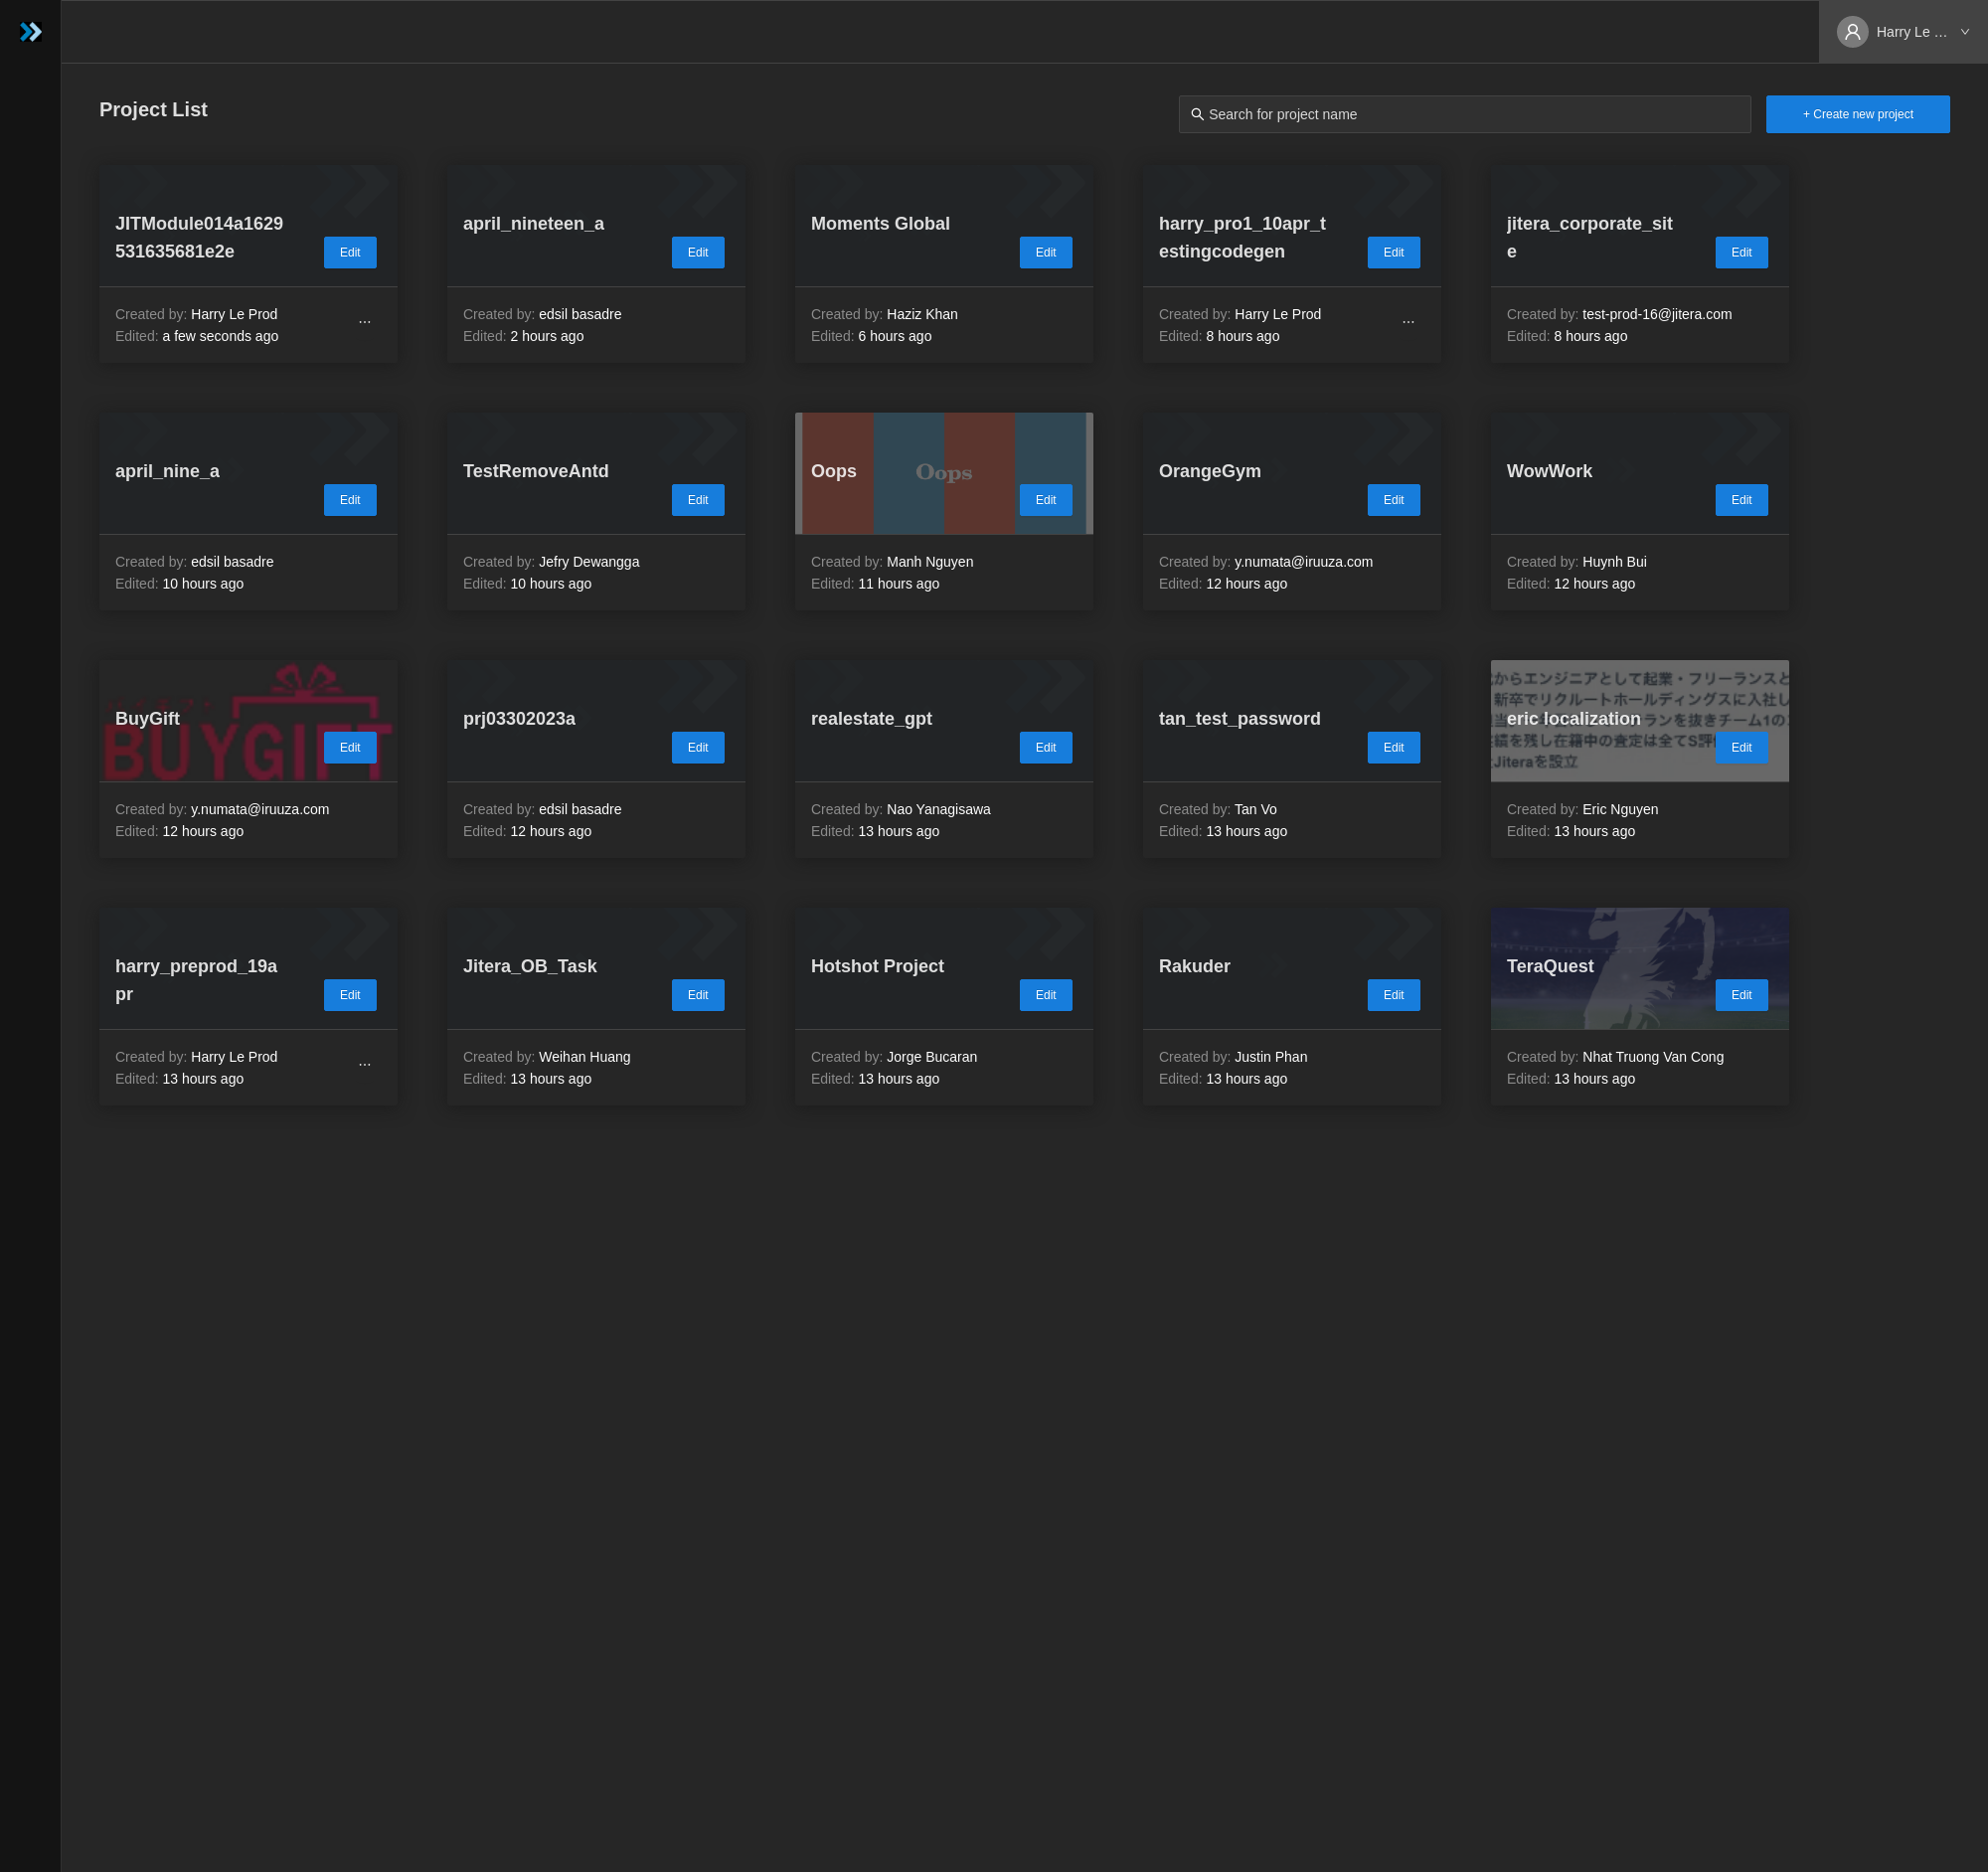 Harry Le ...
Project List
Search for project name
+ Create new project
JITModule014a1629
531635681e2e
Edit
Created by: Harry Le Prod
...
Edited: a few seconds ago
april_nineteen_a
Edit
Created by: edsil basadre
Edited: 2 hours ago
Moments Global
Edit
Created by: Haziz Khan
Edited: 6 hours ago
harry_pro1_10apr_t
estingcodegen
Edit
Created by: Harry Le Prod
...
Edited: 8 hours ago
jitera_corporate_sit
e
Edit
Created by: test-prod-16@jitera.com
Edited: 8 hours ago
april_nine_a
Edit
Created by: edsil basadre
Edited: 10 hours ago
TestRemoveAntd
Edit
Created by: Jefry Dewangga
Edited: 10 hours ago
Oops
Oops
Edit
Created by: Manh Nguyen
Edited: 11 hours ago
OrangeGym
Edit
Created by: y.numata@iruuza.com
Edited: 12 hours ago
WowWork
Edit
Created by: Huynh Bui
Edited: 12 hours ago
BuyGift
BUYGIFT
Edit
Created by: y.numata@iruuza.com
Edited: 12 hours ago
prj03302023a
Edit
Created by: edsil basadre
Edited: 12 hours ago
realestate_gpt
Edit
Created by: Nao Yanagisawa
Edited: 13 hours ago
tan_test_password
Edit
Created by: Tan Vo
Edited: 13 hours ago
からエンジニアとして起業・フリーランスと
新卒でリクルートホールディングスに入社し
eric localization
ランを抜きチーム1の
績を残し在籍中の査定は全てS評
Edit
Jiteraを設立
Created by: Eric Nguyen
Edited: 13 hours ago
harry_preprod_19a
pr
Edit
Created by: Harry Le Prod
...
Edited: 13 hours ago
Jitera_OB_Task
Edit
Created by: Weihan Huang
Edited: 13 hours ago
Hotshot Project
Edit
Created by: Jorge Bucaran
Edited: 13 hours ago
Rakuder
Edit
Created by: Justin Phan
Edited: 13 hours ago
TeraQuest
Edit
Created by: Nhat Truong Van Cong
Edited: 13 hours ago